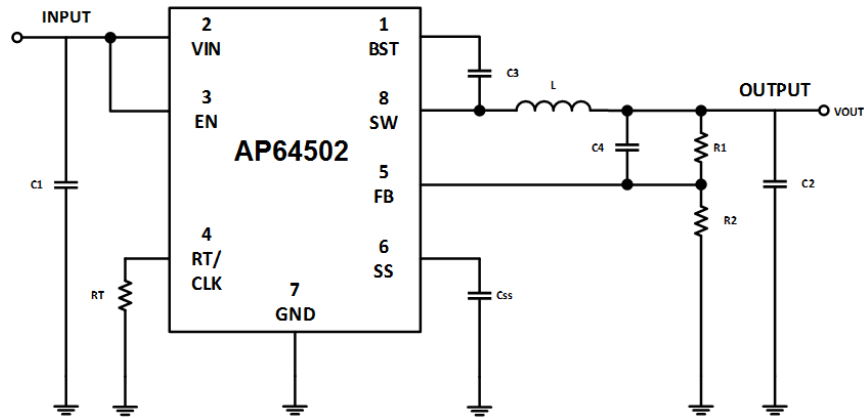 INPUT
2
VIN
3
EN
4
RT/
CLK
7
GND
AP64502
1
BST
8
SW
5
FB
6
SS
C1
RT
C3
L
C4
R1
R2
C2
Css
OUTPUT
VOUT